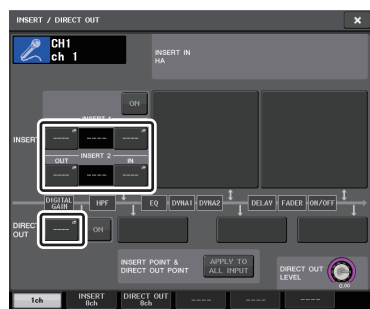 INSERT / DIRECT OUT
CH1
ch 1
INSERT IN
HA
ON
INSERT 1
INSERT
---- ---- ----
OUT INSERT 2 IN
---- ---- ----
DIGITAL GAIN HPF EQ DYNA1 DYNA2 DELAY FADER ON/OFF
DIRECT OUT
----
ON
INSERT POINT &
DIRECT OUT POINT
APPLY TO
ALL INPUT
DIRECT OUT
LEVEL
0.00
1ch
INSERT
8ch
DIRECT OUT
8ch
---- ---- ----